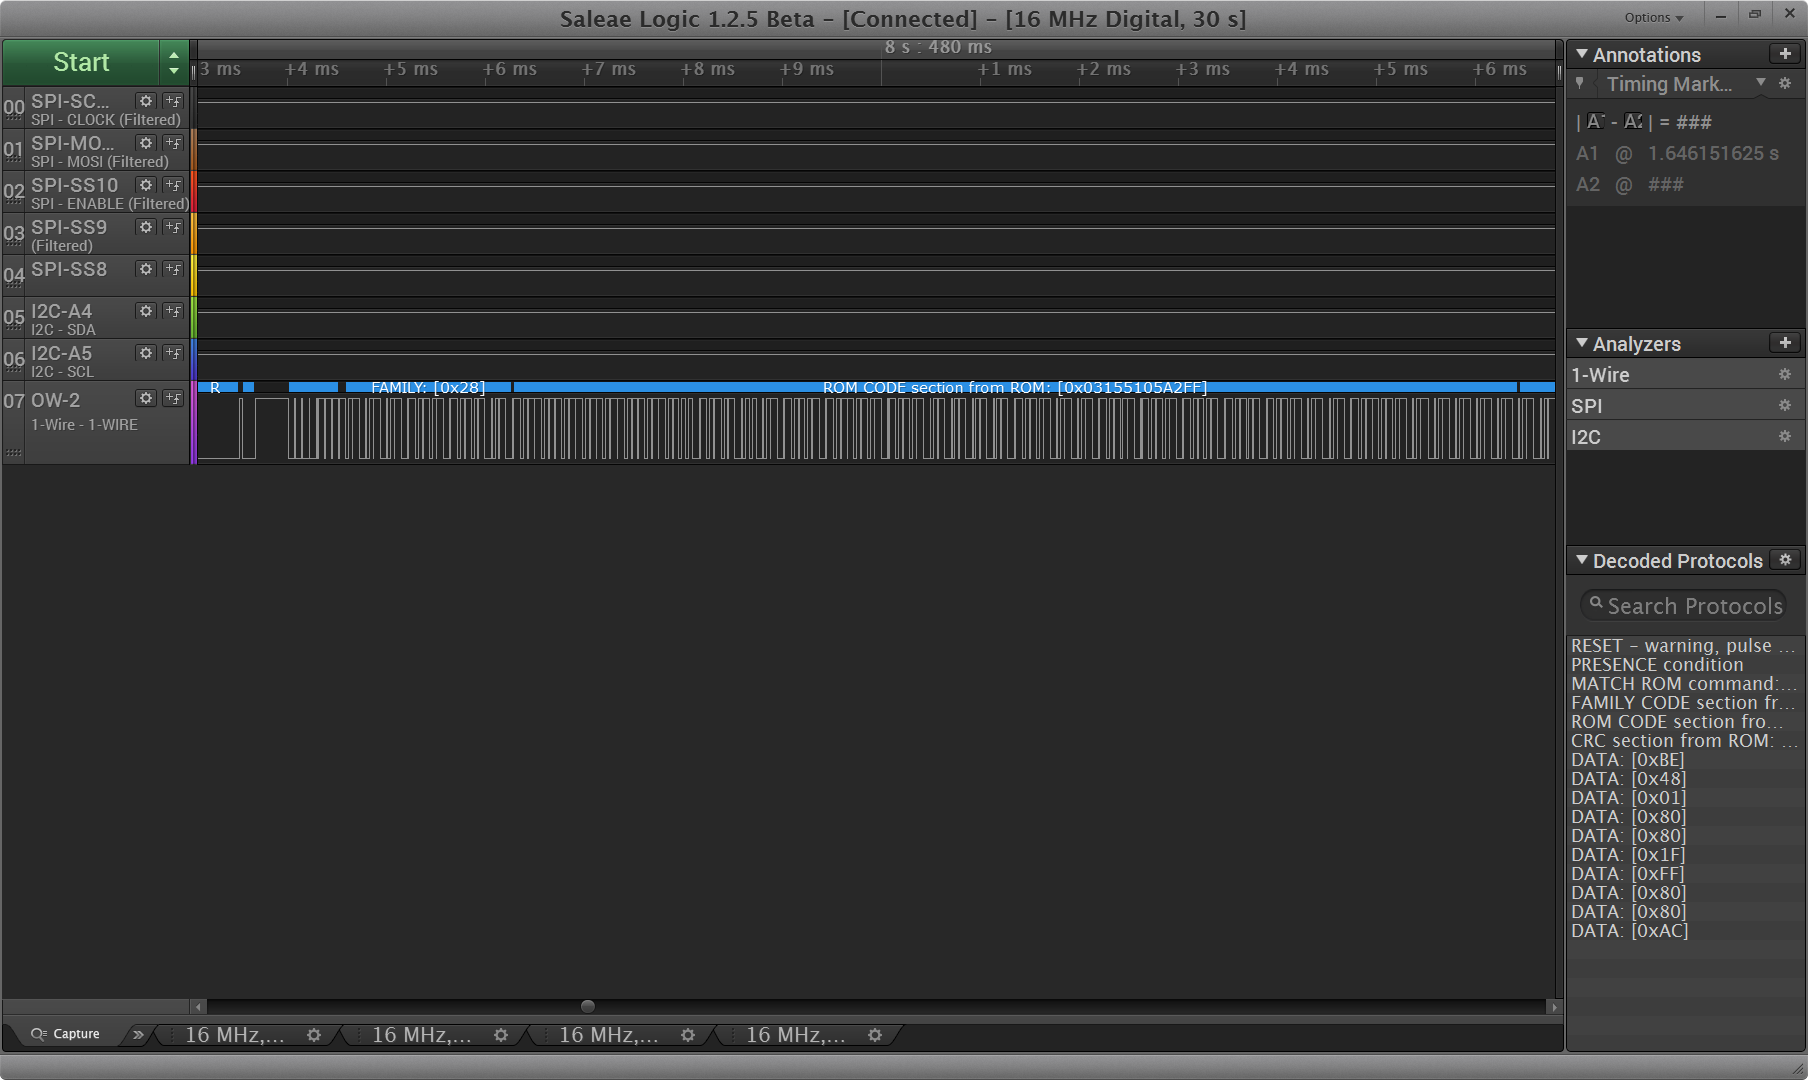 Saleae Logic 1.2.5 Beta - [Connected] - [16 MHz Digital, 30 s]
Options
Start
8 s : 480 ms
3 ms +4 ms +5 ms +6 ms +7 ms +8 ms +9 ms +1 ms +2 ms +3 ms +4 ms +5 ms +6 ms
00 SPI-SC...
SPI - CLOCK (Filtered)
01 SPI-MO...
SPI - MOSI (Filtered)
02 SPI-SS10
SPI - ENABLE (Filtered)
03 SPI-SS9
(Filtered)
04 SPI-SS8
05 I2C-A4
I2C - SDA
06 I2C-A5
I2C - SCL
07 OW-2
1-Wire - 1-WIRE
R FAMILY: [0x28] ROM CODE section from ROM: [0x03155105A2FF]
Annotations
Timing Mark...
| A1 - A2 | = ###
A1 @ 1.646151625 s
A2 @ ###
Analyzers
1-Wire
SPI
I2C
Decoded Protocols
Search Protocols
RESET - warning, pulse ...
PRESENCE condition
MATCH ROM command:...
FAMILY CODE section fr...
ROM CODE section fro...
CRC section from ROM: ...
DATA: [0xBE]
DATA: [0x48]
DATA: [0x01]
DATA: [0x80]
DATA: [0x80]
DATA: [0x1F]
DATA: [0xFF]
DATA: [0x80]
DATA: [0x80]
DATA: [0xAC]
Capture
16 MHz,...
16 MHz,...
16 MHz,...
16 MHz,...